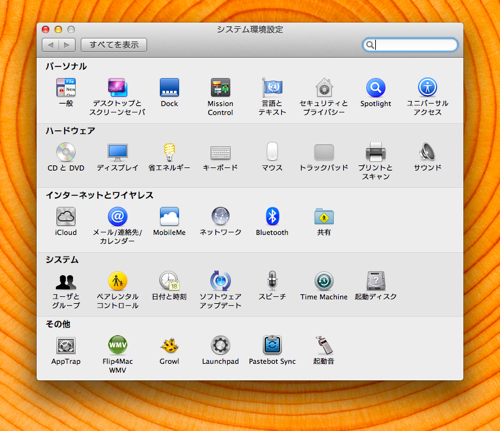 システム環境設定
すべてを表示
パーソナル
一般
デスクトップと
スクリーンセーバ
Dock
Mission
Control
言語と
テキスト
セキュリティと
プライバシー
Spotlight
ユニバーサル
アクセス
ハードウェア
CD と DVD
ディスプレイ
省エネルギー
キーボード
マウス
トラックパッド
プリントと
スキャン
サウンド
インターネットとワイヤレス
iCloud
メール/連絡先/
カレンダー
MobileMe
ネットワーク
Bluetooth
共有
システム
ユーザと
グループ
ペアレンタル
コントロール
日付と時刻
ソフトウェア
アップデート
スピーチ
Time Machine
起動ディスク
その他
AppTrap
WMV
Flip4Mac
WMV
Growl
Launchpad
Pastebot Sync
起動音